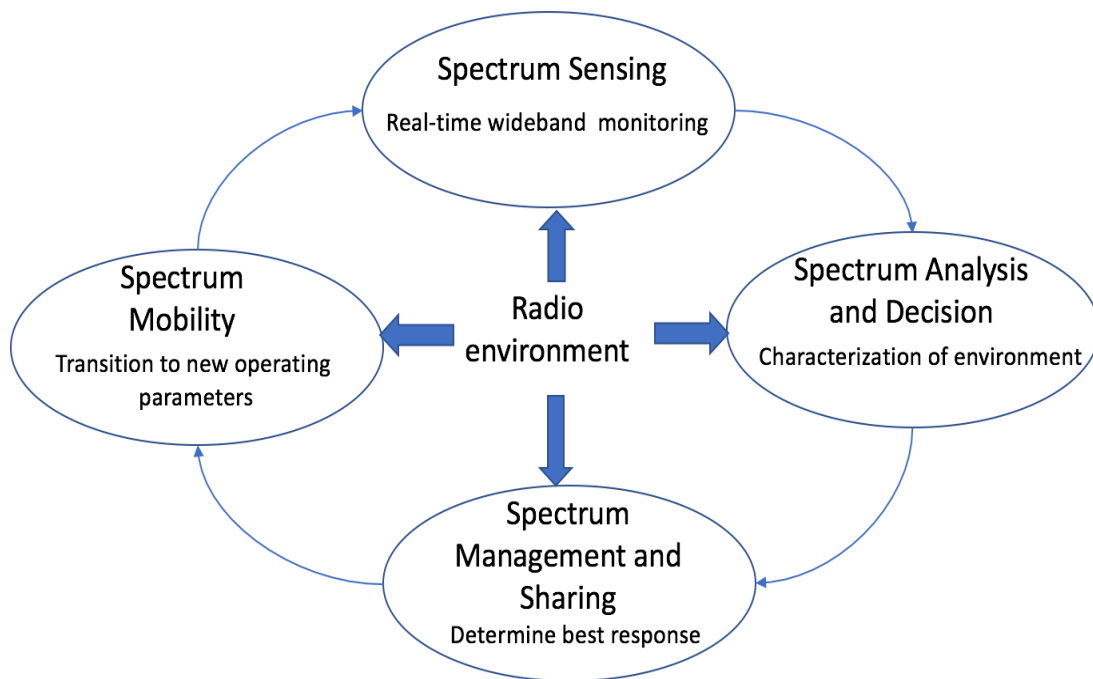 Spectrum Sensing
Real-time wideband monitoring
Spectrum Analysis
and Decision
Characterization of environment
Radio
environment
Spectrum
Mobility
Transition to new operating
parameters
Spectrum
Management and
Sharing
Determine best response